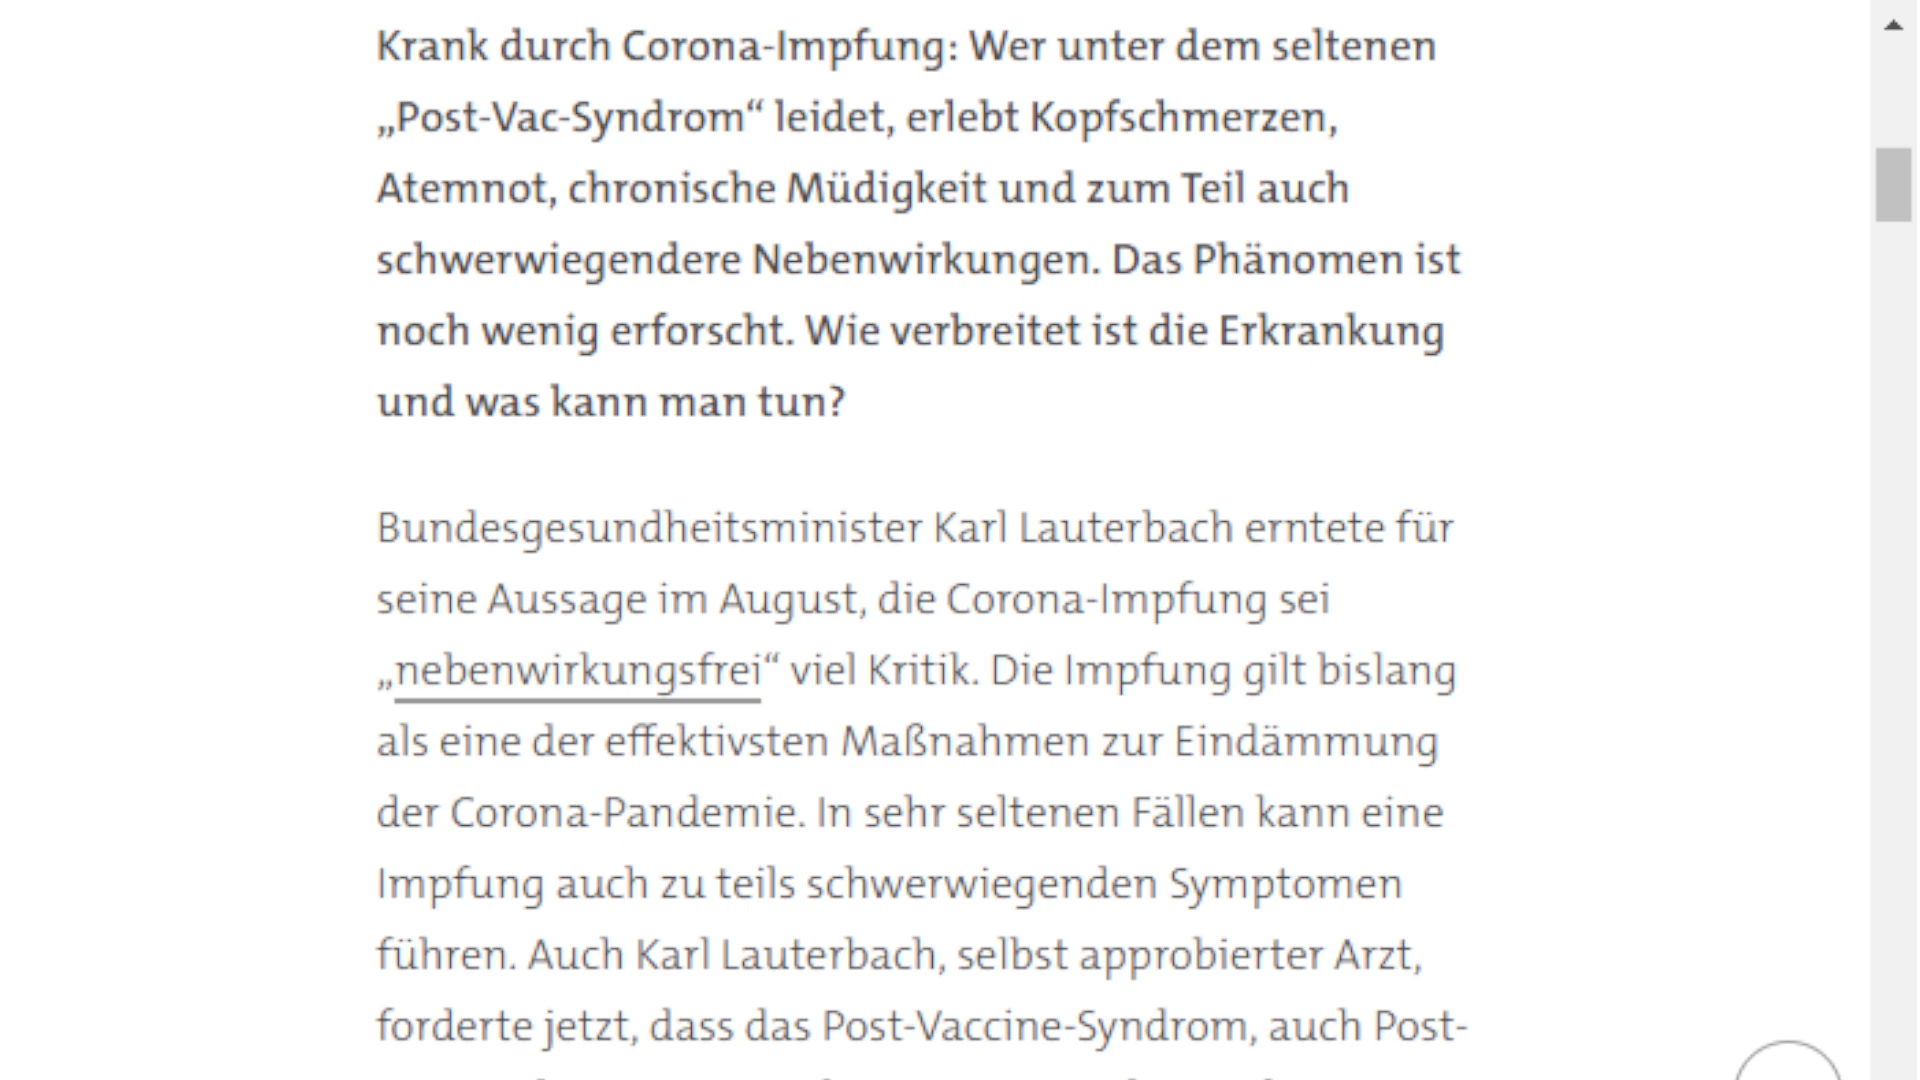 Krank durch Corona-Impfung: Wer unter dem seltenen
„Post-Vac-Syndrom“ leidet, erlebt Kopfschmerzen,
Atemnot, chronische Müdigkeit und zum Teil auch
schwerwiegendere Nebenwirkungen. Das Phänomen ist
noch wenig erforscht. Wie verbreitet ist die Erkrankung
und was kann man tun?
Bundesgesundheitsminister Karl Lauterbach erntete für
seine Aussage im August, die Corona-Impfung sei
„nebenwirkungsfrei“ viel Kritik. Die Impfung gilt bislang
als eine der effektivsten Maßnahmen zur Eindämmung
der Corona-Pandemie. In sehr seltenen Fällen kann eine
Impfung auch zu teils schwerwiegenden Symptomen
führen. Auch Karl Lauterbach, selbst approbierter Arzt,
forderte jetzt, dass das Post-Vaccine-Syndrom, auch Post-